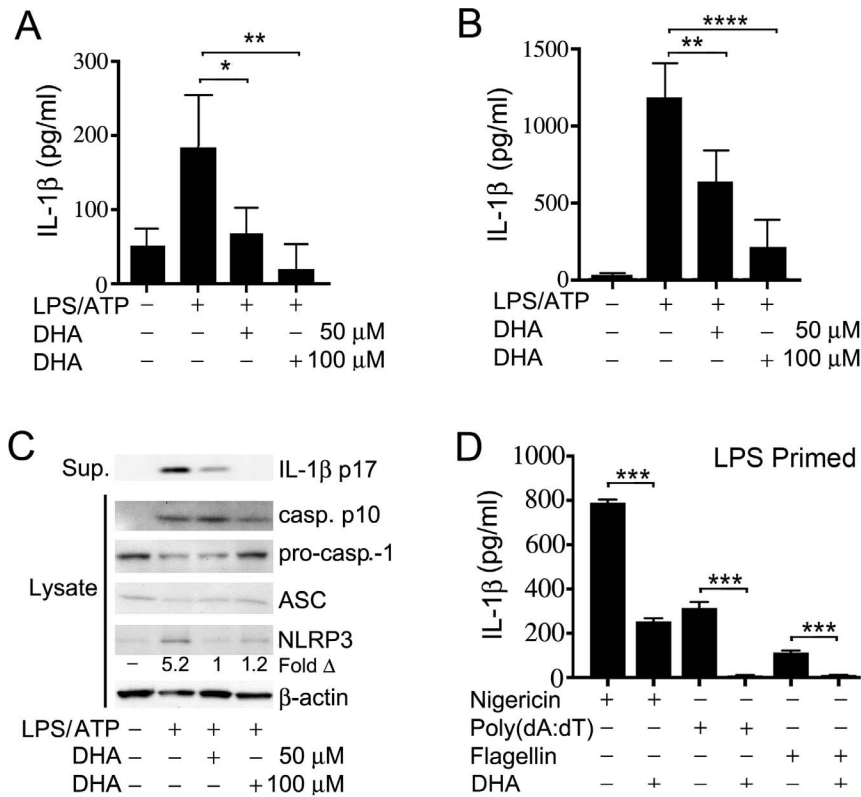 A
300
200
100
0
IL-1β (pg/ml)
*
**
LPS/ATP − + + +
DHA − − + − 50 μM
DHA − − − + 100 μM
B
1500
1000
500
0
IL-1β (pg/ml)
**
****
LPS/ATP − + + +
DHA − − + − 50 μM
DHA − − − + 100 μM
C
Sup. IL-1β p17
Lysate
casp. p10
pro-casp.-1
ASC
NLRP3
− 5.2 1 1.2 Fold Δ
β-actin
LPS/ATP − + + +
DHA − − + − 50 μM
DHA − − − + 100 μM
D
LPS Primed
1000
800
600
400
200
0
IL-1β (pg/ml)
***
***
***
Nigericin + + − − − −
Poly(dA:dT) − − + + − −
Flagellin − − − − + +
DHA − + − + − +